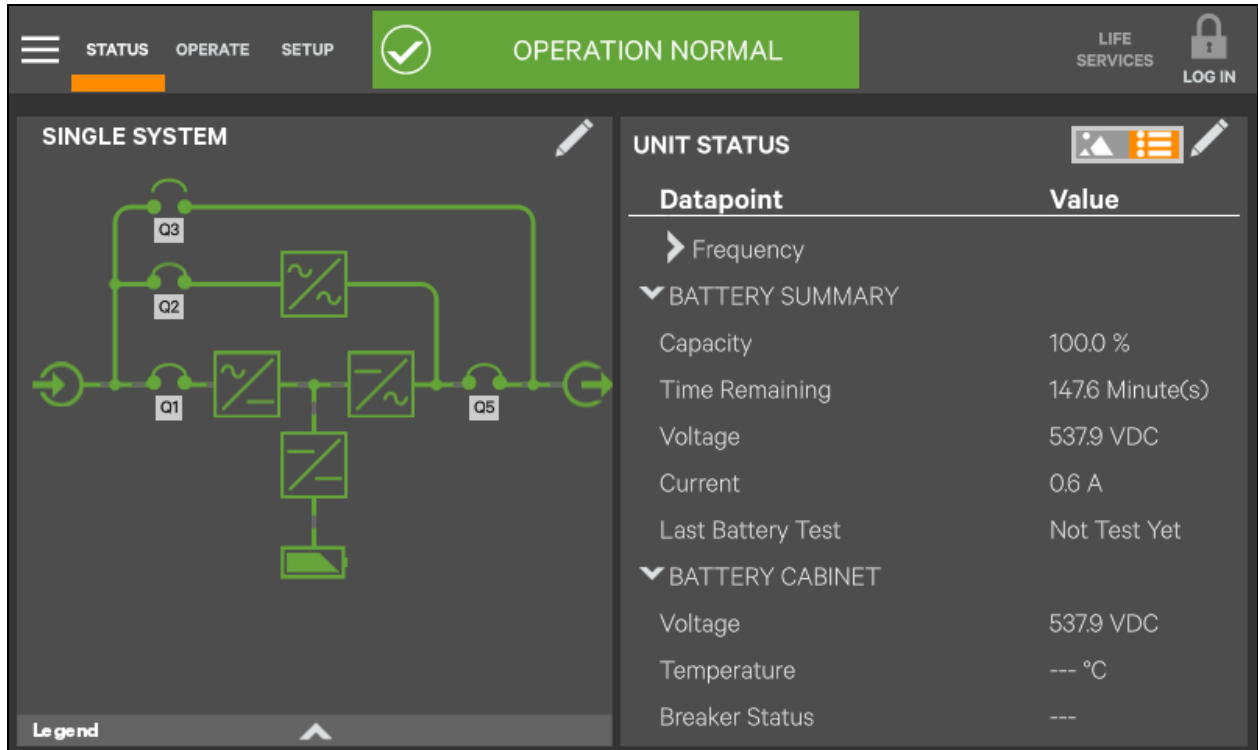 STATUS OPERATE SETUP
OPERATION NORMAL
LIFE
SERVICES
LOG IN
SINGLE SYSTEM
Q3
Q2
Q1
Q5
Legend
UNIT STATUS
Datapoint Value
Frequency
BATTERY SUMMARY
Capacity 100.0 %
Time Remaining 147.6 Minute(s)
Voltage 537.9 VDC
Current 0.6 A
Last Battery Test Not Test Yet
BATTERY CABINET
Voltage 537.9 VDC
Temperature --- °C
Breaker Status ---